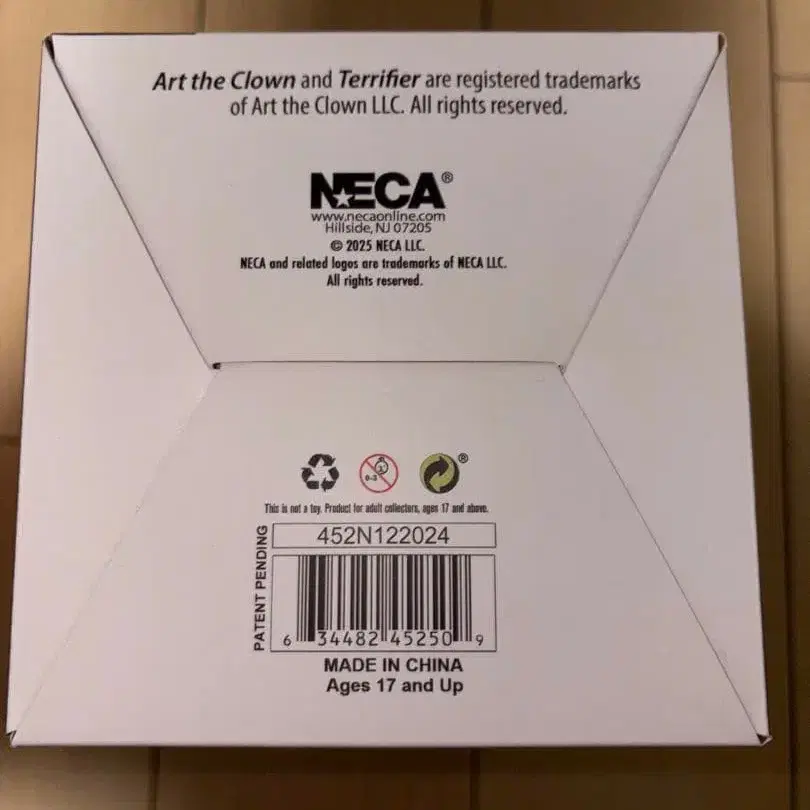 Art the Clown and Terrifier are registered trademarks
of Art the Clown LLC. All rights reserved.
NECA®
www.necaonline.com
Hillside, NJ 07205
© 2025 NECA LLC.
NECA and related logos are trademarks of NECA LLC.
All rights reserved.
0-3
®
This is not a toy. Product for adult collectors, ages 17 and above.
PATENT PENDING
452N122024
6 34482 45250 9
MADE IN CHINA
Ages 17 and Up